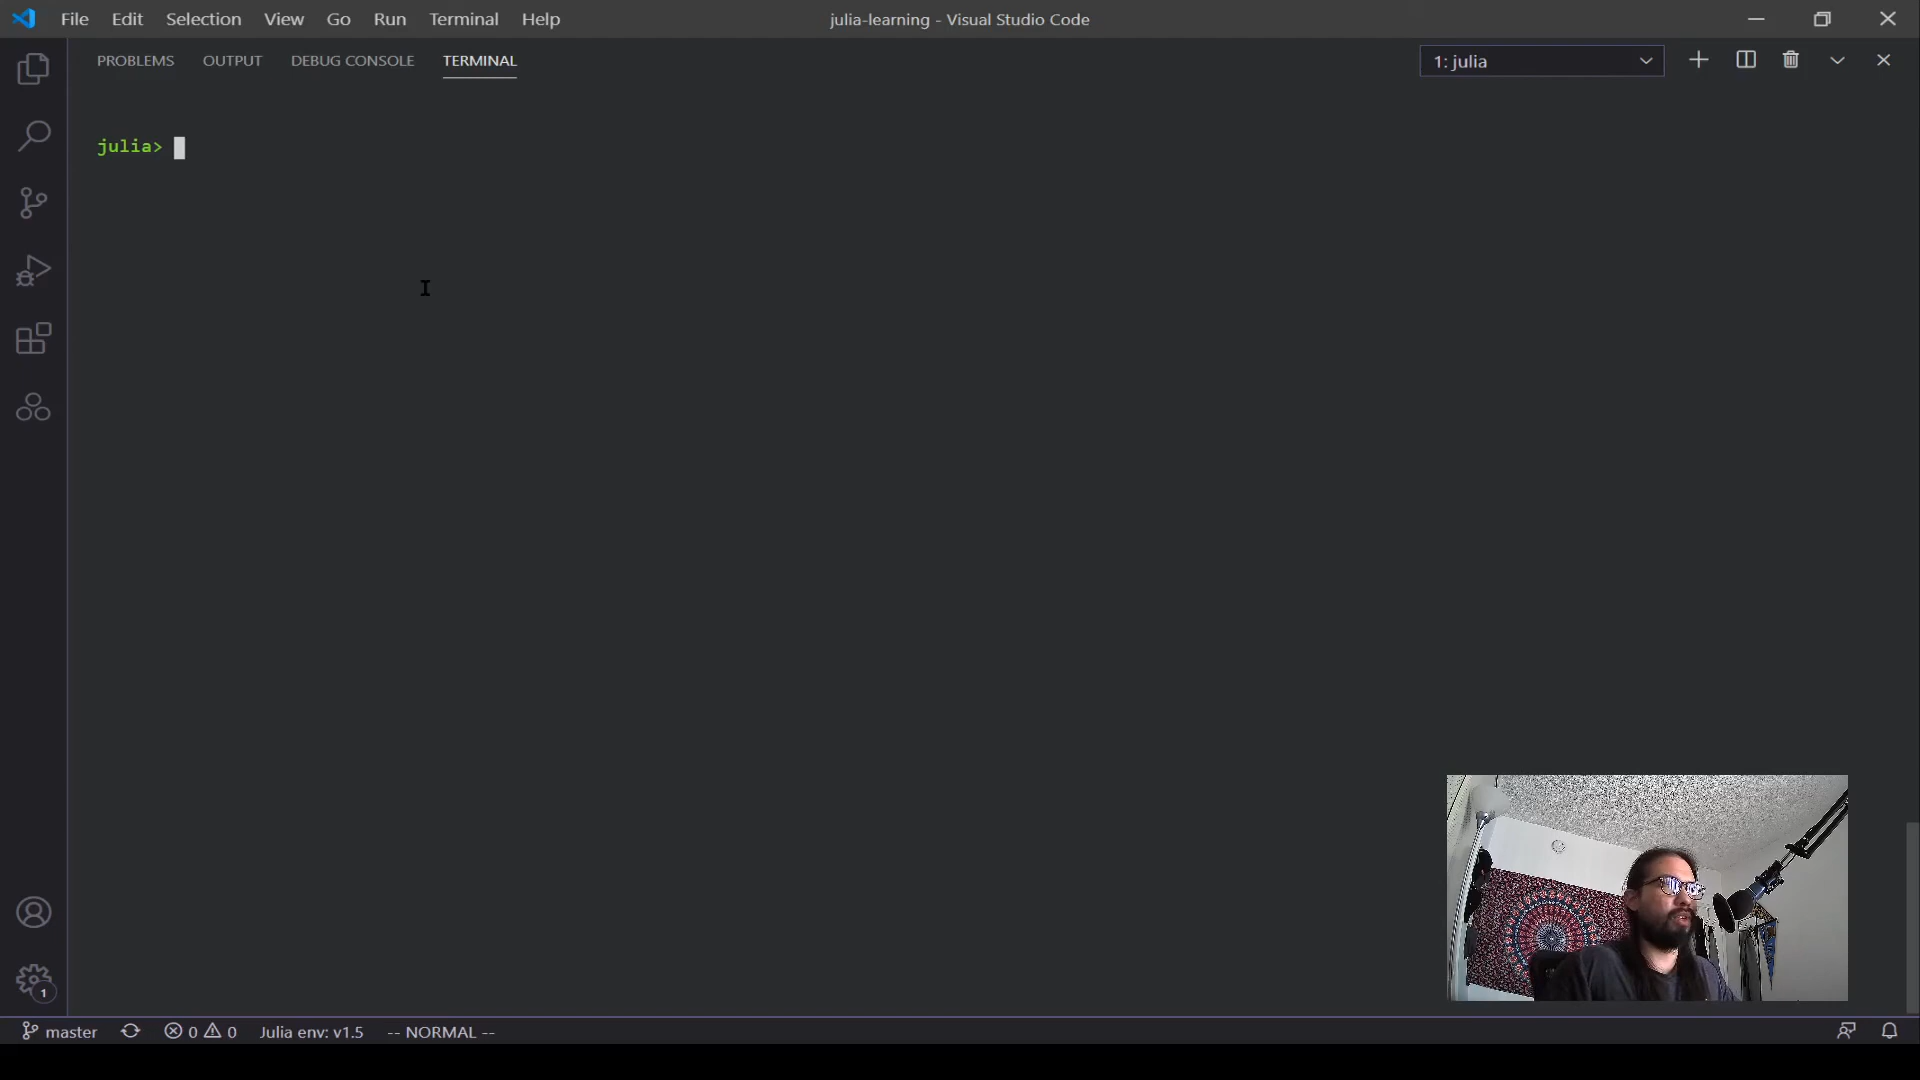 File Edit Selection View Go Run Terminal Help
julia-learning - Visual Studio Code
PROBLEMS OUTPUT DEBUG CONSOLE TERMINAL
1: julia
julia>
1
master 0 0 Julia env: v1.5 -- NORMAL --